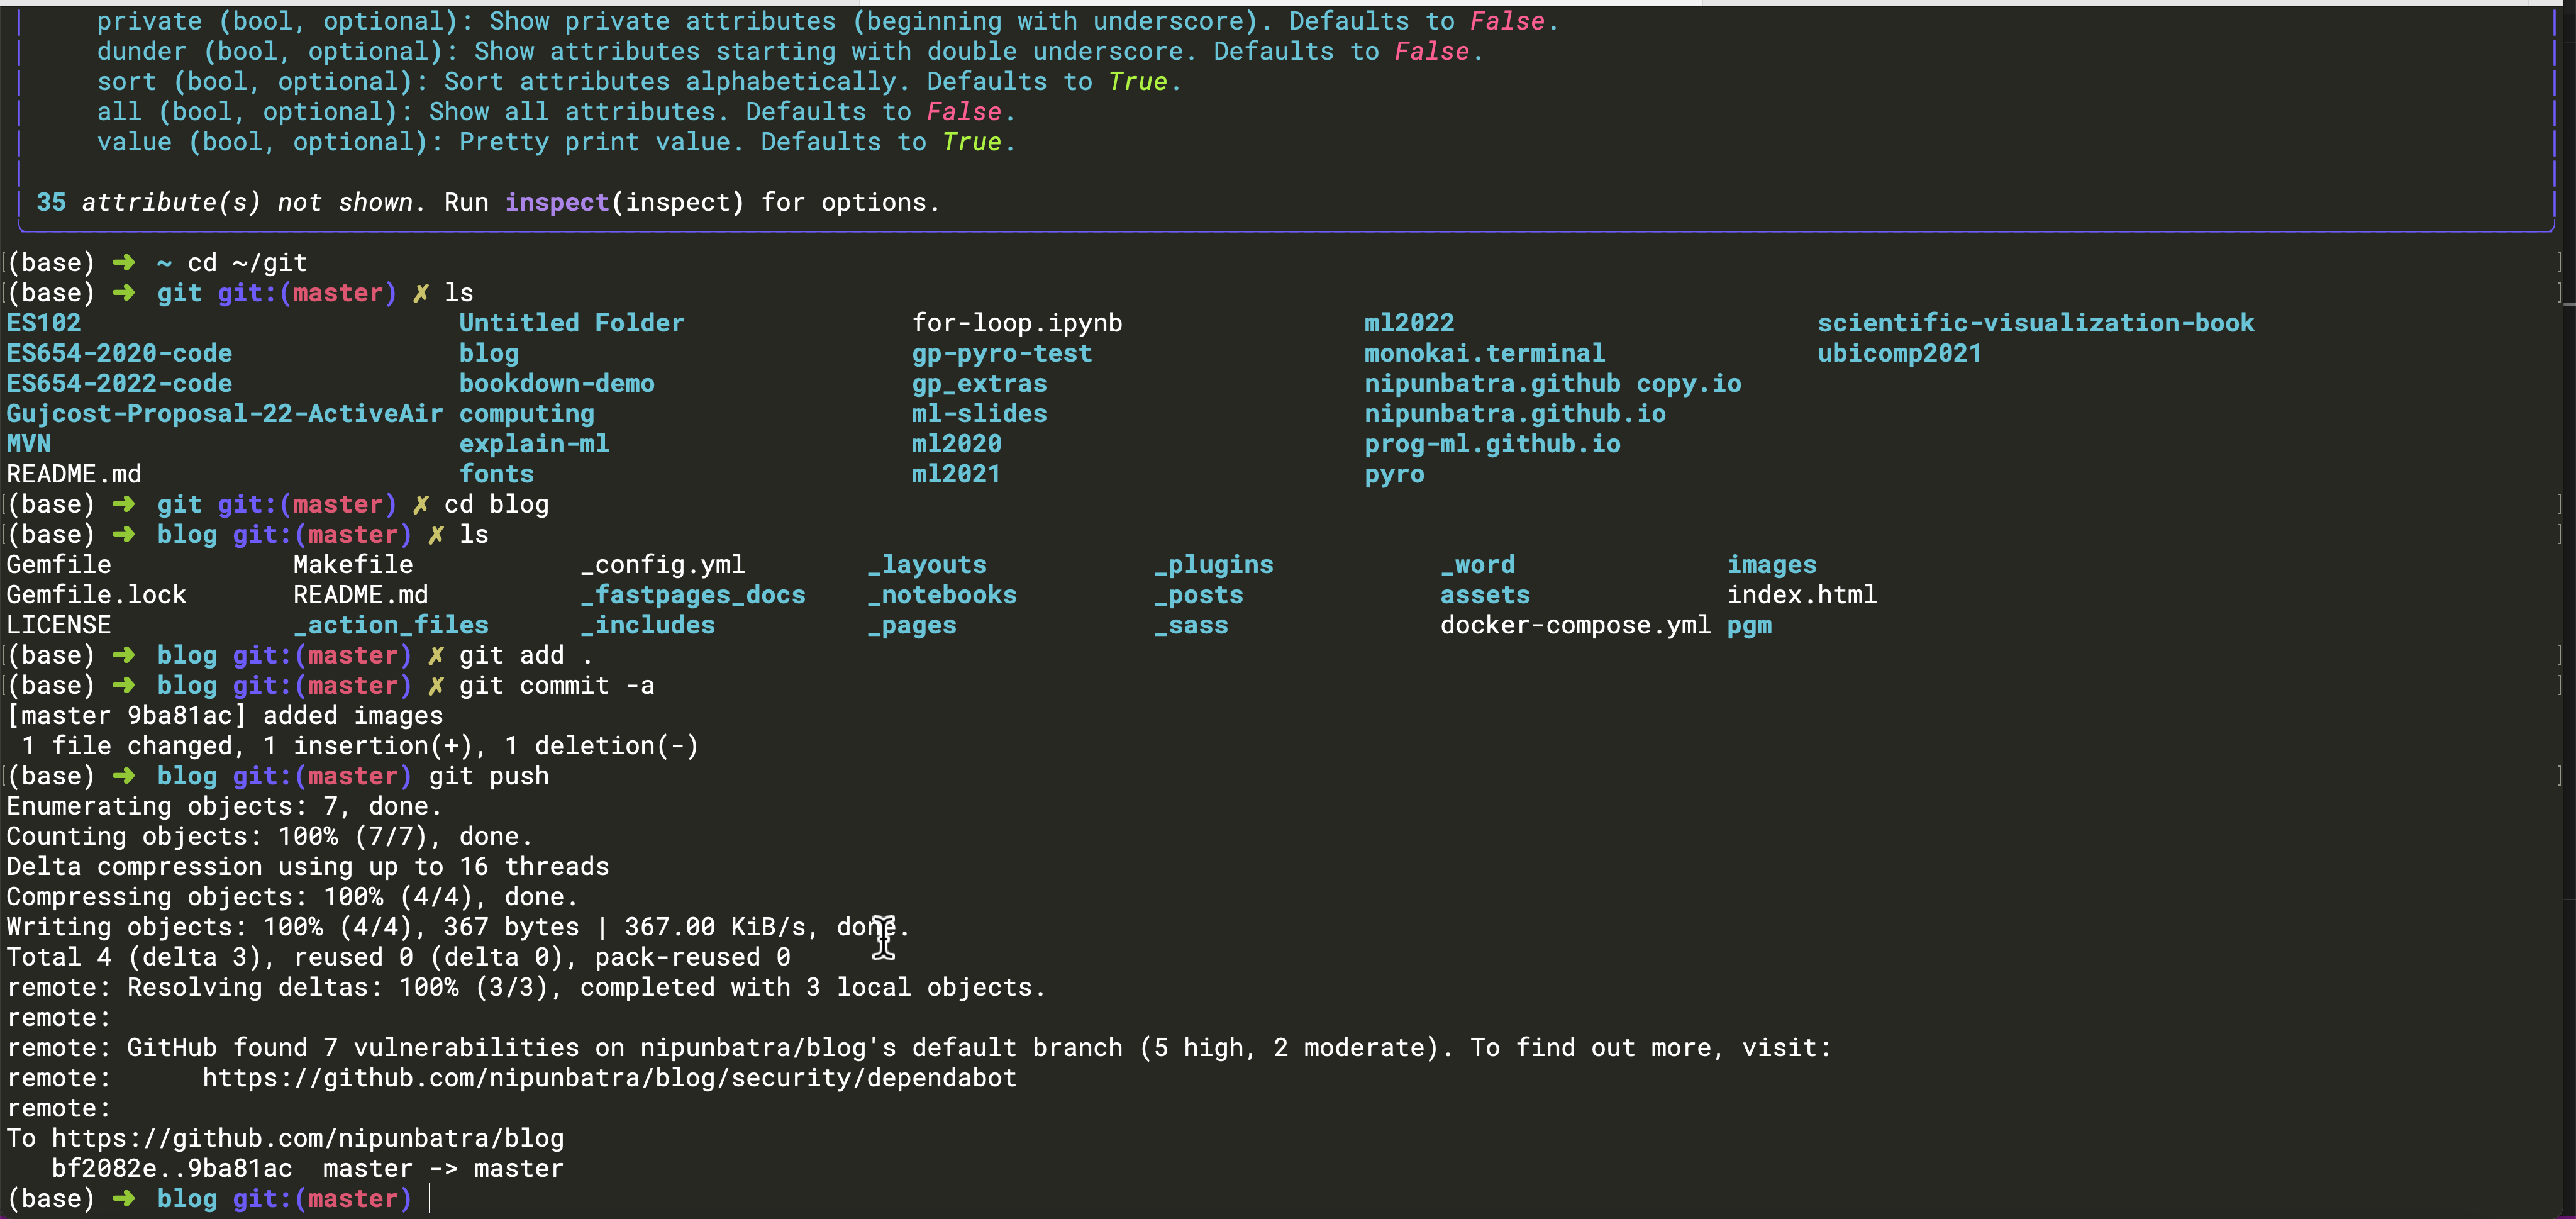 private (bool, optional): Show private attributes (beginning with underscore). Defaults to False.
dunder (bool, optional): Show attributes starting with double underscore. Defaults to False.
sort (bool, optional): Sort attributes alphabetically. Defaults to True.
all (bool, optional): Show all attributes. Defaults to False.
value (bool, optional): Pretty print value. Defaults to True.
35 attribute(s) not shown. Run inspect(inspect) for options.
(base) ➜ ~ cd ~/git
(base) ➜ git git:(master) ✗ ls
ES102 Untitled Folder for-loop.ipynb ml2022 scientific-visualization-book
ES654-2020-code blog gp-pyro-test monokai.terminal ubicomp2021
ES654-2022-code bookdown-demo gp_extras nipunbatra.github copy.io
Gujcost-Proposal-22-ActiveAir computing ml-slides nipunbatra.github.io
MVN explain-ml ml2020 prog-ml.github.io
README.md fonts ml2021 pyro
(base) ➜ git git:(master) ✗ cd blog
(base) ➜ blog git:(master) ✗ ls
Gemfile Makefile _config.yml _layouts _plugins _word images
Gemfile.lock README.md _fastpages_docs _notebooks _posts assets index.html
LICENSE _action_files _includes _pages _sass docker-compose.yml pgm
(base) ➜ blog git:(master) ✗ git add .
(base) ➜ blog git:(master) ✗ git commit -a
[master 9ba81ac] added images
1 file changed, 1 insertion(+), 1 deletion(-)
(base) ➜ blog git:(master) git push
Enumerating objects: 7, done.
Counting objects: 100% (7/7), done.
Delta compression using up to 16 threads
Compressing objects: 100% (4/4), done.
Writing objects: 100% (4/4), 367 bytes | 367.00 KiB/s, done.
Total 4 (delta 3), reused 0 (delta 0), pack-reused 0
remote: Resolving deltas: 100% (3/3), completed with 3 local objects.
remote:
remote: GitHub found 7 vulnerabilities on nipunbatra/blog's default branch (5 high, 2 moderate). To find out more, visit:
remote: https://github.com/nipunbatra/blog/security/dependabot
remote:
To https://github.com/nipunbatra/blog
bf2082e..9ba81ac master -> master
(base) ➜ blog git:(master)